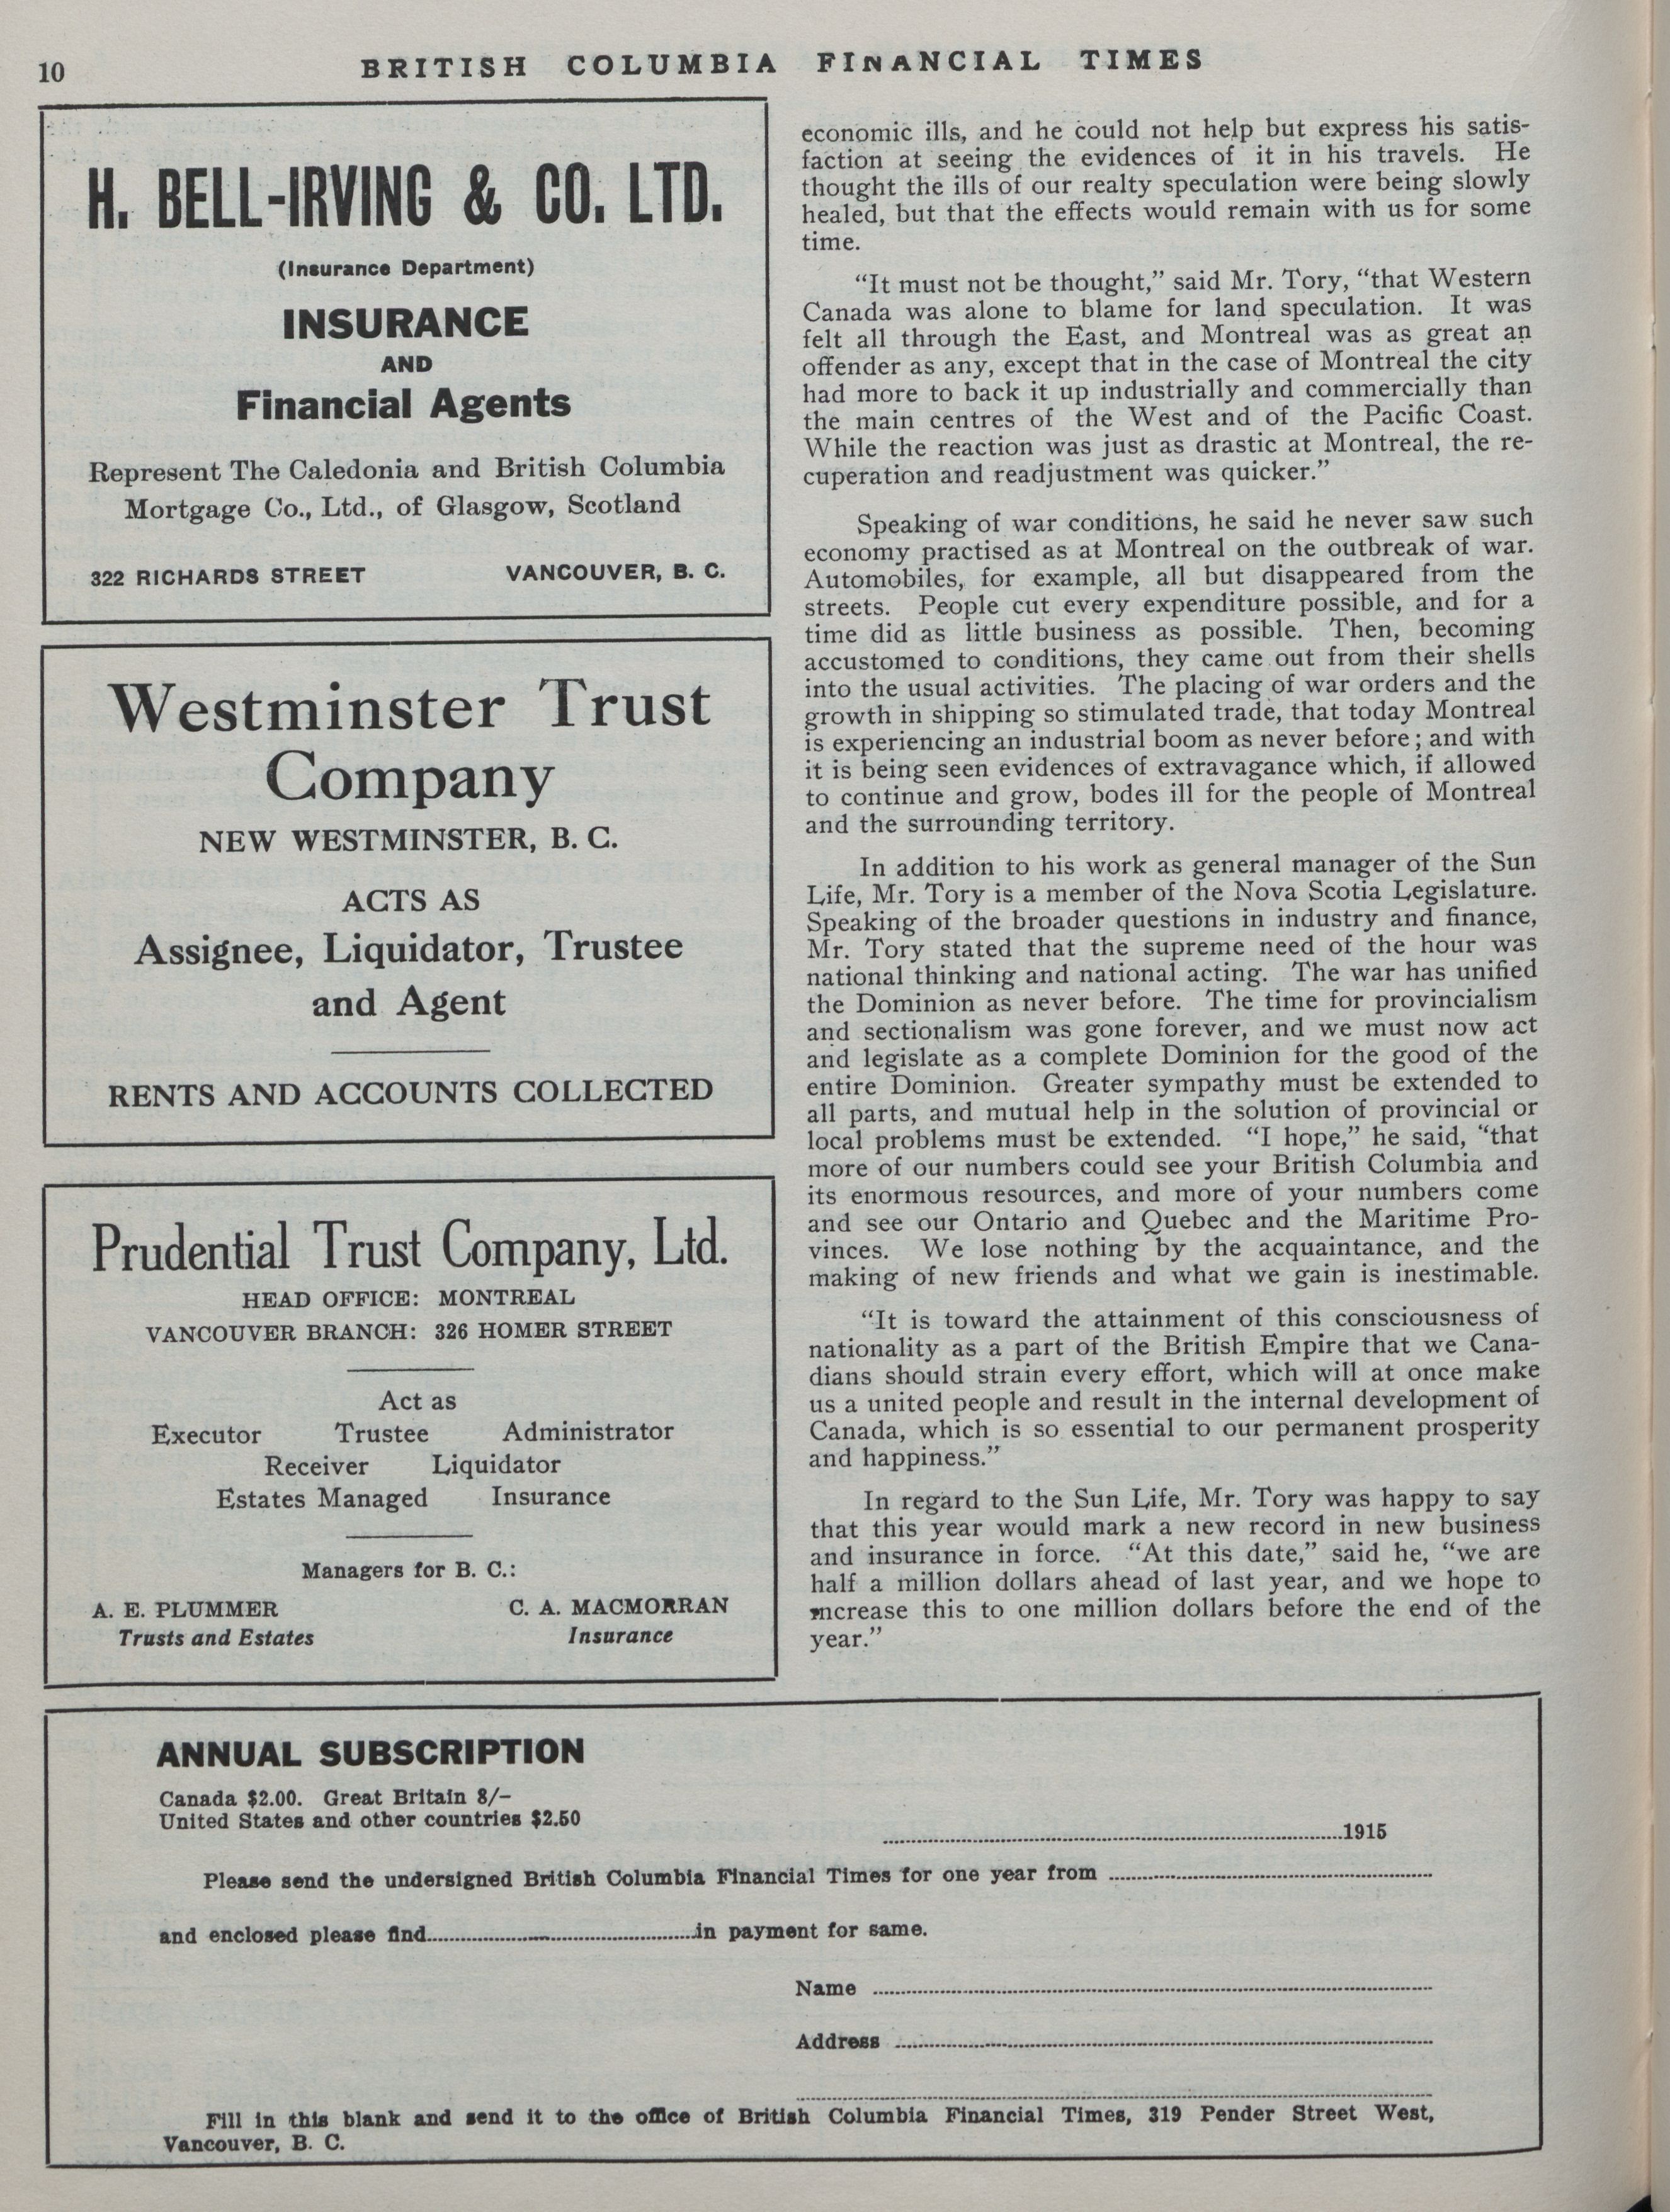 10
BRITISH COLUMBIA FINANCIAL TIMES
H. BELL-IRVING & CO. LTD.
(Insurance Department)
INSURANCE
AND
Financial Agents
Represent The Caledonia and British Columbia
Mortgage Co., Ltd., of Glasgow, Scotland
322 RICHARDS STREET VANCOUVER, B. C.
Westminster Trust
Company
NEW WESTMINSTER, B. C.
ACTS AS
Assignee, Liquidator, Trustee
and Agent
RENTS AND ACCOUNTS COLLECTED
Prudential Trust Company, Ltd.
HEAD OFFICE: MONTREAL
VANCOUVER BRANCH: 326 HOMER STREET
Act as
Executor Trustee Administrator
Receiver Liquidator
Estates Managed Insurance
Managers for B. C.:
A. E. PLUMMER C. A. MACMORRAN
Trusts and Estates Insurance
economic ills, and he could not help but express his satis-
faction at seeing the evidences of it in his travels. He
thought the ills of our realty speculation were being slowly
healed, but that the effects would remain with us for some
time.
"It must not be thought," said Mr. Tory, "that Western
Canada was alone to blame for land speculation. It was
felt all through the East, and Montreal was as great an
offender as any, except that in the case of Montreal the city
had more to back it up industrially and commercially than
the main centres of the West and of the Pacific Coast.
While the reaction was just as drastic at Montreal, the re-
cuperation and readjustment was quicker."
Speaking of war conditions, he said he never saw such
economy practised as at Montreal on the outbreak of war.
Automobiles, for example, all but disappeared from the
streets. People cut every expenditure possible, and for a
time did as little business as possible. Then, becoming
accustomed to conditions, they came out from their shells
into the usual activities. The placing of war orders and the
growth in shipping so stimulated trade, that today Montreal
is experiencing an industrial boom as never before; and with
it is being seen evidences of extravagance which, if allowed
to continue and grow, bodes ill for the people of Montreal
and the surrounding territory.
In addition to his work as general manager of the Sun
Life, Mr. Tory is a member of the Nova Scotia Legislature.
Speaking of the broader questions in industry and finance,
Mr. Tory stated that the supreme need of the hour was
national thinking and national acting. The war has unified
the Dominion as never before. The time for provincialism
and sectionalism was gone forever, and we must now act
and legislate as a complete Dominion for the good of the
entire Dominion. Greater sympathy must be extended to
all parts, and mutual help in the solution of provincial or
local problems must be extended. "I hope," he said, "that
more of our numbers could see your British Columbia and
its enormous resources, and more of your numbers come
and see our Ontario and Quebec and the Maritime Pro-
vinces. We lose nothing by the acquaintance, and the
making of new friends and what we gain is inestimable.
"It is toward the attainment of this consciousness of
nationality as a part of the British Empire that we Cana-
dians should strain every effort, which will at once make
us a united people and result in the internal development of
Canada, which is so essential to our permanent prosperity
and happiness."
In regard to the Sun Life, Mr. Tory was happy to say
that this year would mark a new record in new business
and insurance in force. "At this date," said he, "we are
half a million dollars ahead of last year, and we hope to
increase this to one million dollars before the end of the
year."
ANNUAL SUBSCRIPTION
Canada $2.00. Great Britain 8/-
United States and other countries $2.50
1915
Please send the undersigned British Columbia Financial Times for one year from
and enclosed please find in payment for same.
Name
Address
Fill in this blank and send it to the office of British Columbia Financial Times, 319 Pender Street West,
Vancouver, B. C.